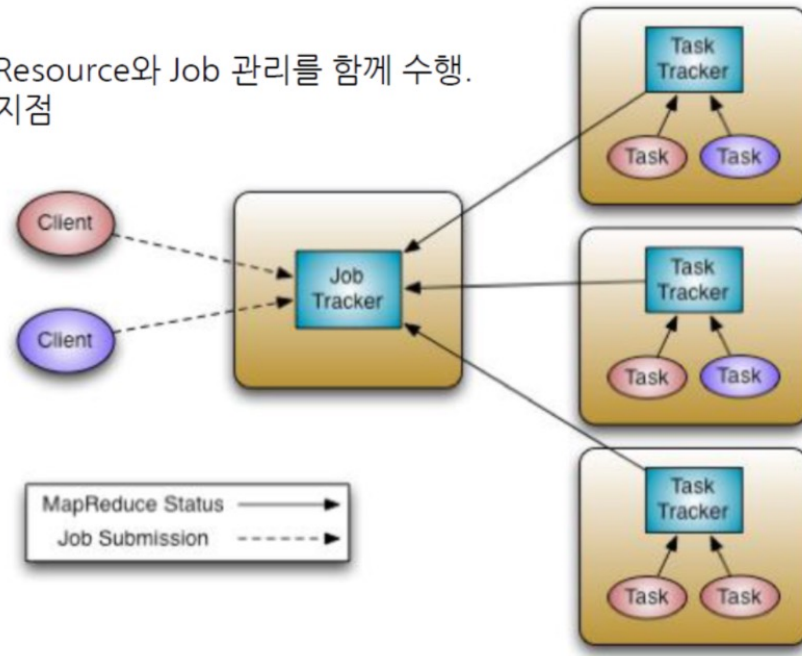 Resource와 Job 관리를 함께 수행.
지점
Task
Tracker
Task
Task
Client
Job
Tracker
Client
Task
Tracker
Task
Task
MapReduce Status
Job Submission
Task
Tracker
Task
Task